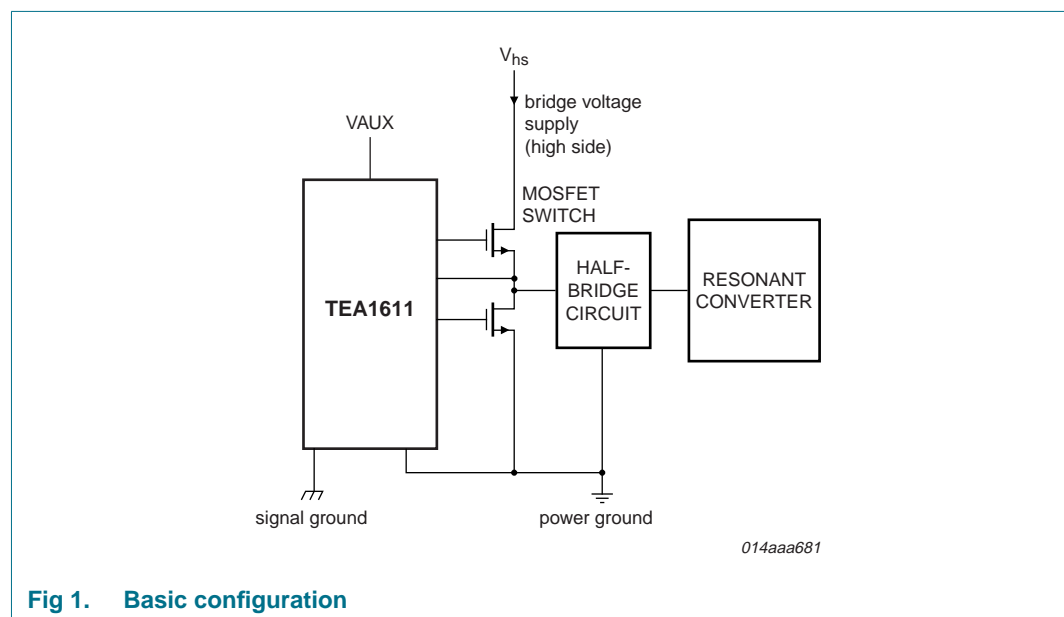 Vhs
bridge voltage
supply
(high side)
VAUX
MOSFET
SWITCH
TEA1611
HALF-
BRIDGE
CIRCUIT
RESONANT
CONVERTER
signal ground
power ground
014aaa681
Fig 1. Basic configuration